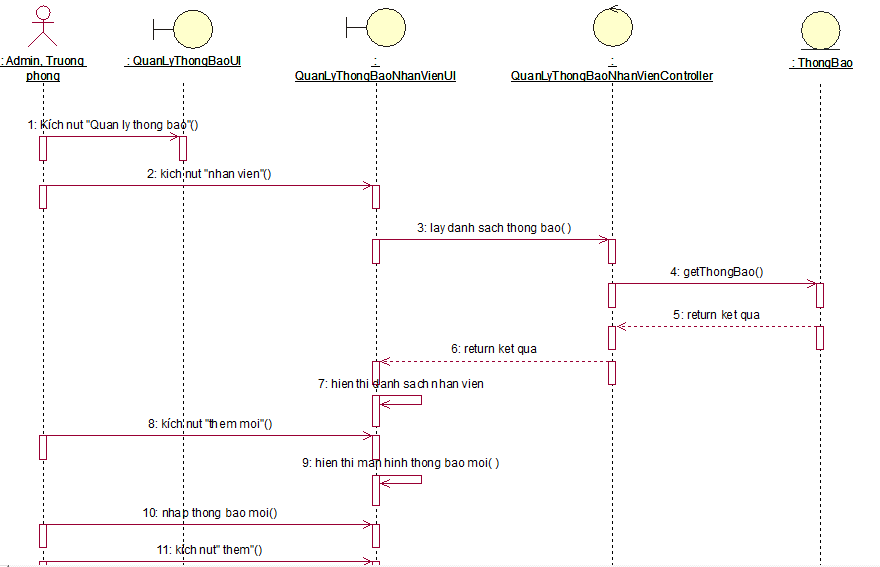 : Admin, Truong
phong
: QuanLyThongBaoUI
:
QuanLyThongBaoNhanVienUI
:
QuanLyThongBaoNhanVienController
: ThongBao
1: Kích nut "Quan ly thong bao"()
2: kich nut "nhan vien"()
3: lay danh sach thong bao( )
4: getThongBao()
5: return ket qua
6: return ket qua
7: hien thi danh sach nhan vien
8: kích nut "them moi"()
9: hien thi man hinh thong bao moi( )
10: nhap thong bao moi()
11: kích nut" them"()